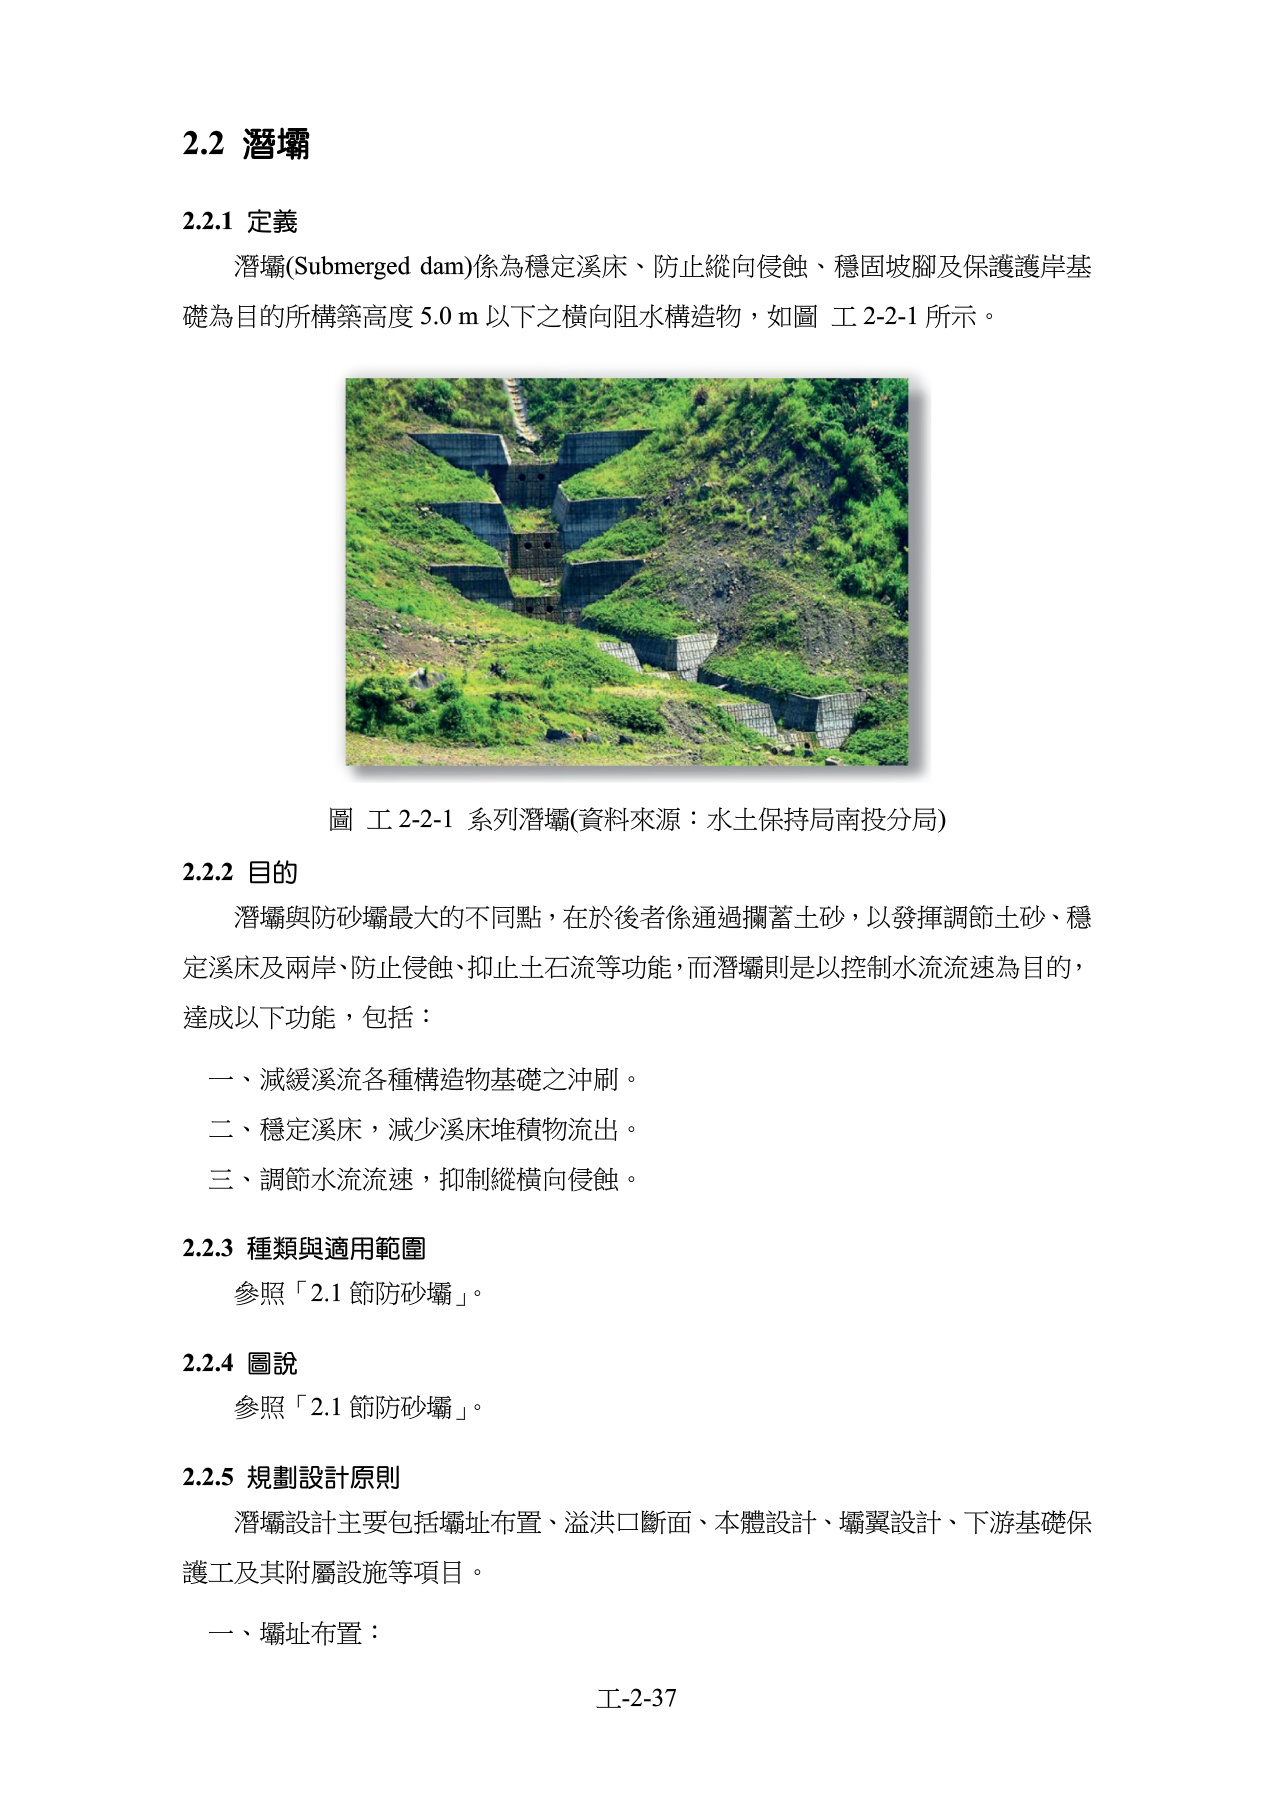 2.2 潛壩
2.2.1 定義
潛壩(Submerged dam)係為穩定溪床、防止縱向侵蝕、穩固坡腳及保護護岸基
礎為目的所構築高度 5.0 m 以下之橫向阻水構造物，如圖 工 2-2-1 所示。
圖 工 2-2-1 系列潛壩(資料來源：水土保持局南投分局)
2.2.2 目的
潛壩與防砂壩最大的不同點，在於後者係通過攔蓄土砂，以發揮調節土砂、穩
定溪床及兩岸、防止侵蝕、抑止土石流等功能，而潛壩則是以控制水流流速為目的，
達成以下功能，包括：
一、減緩溪流各種構造物基礎之沖刷。
二、穩定溪床，減少溪床堆積物流出。
三、調節水流流速，抑制縱橫向侵蝕。
2.2.3 種類與適用範圍
參照「2.1 節防砂壩」。
2.2.4 圖說
參照「2.1 節防砂壩」。
2.2.5 規劃設計原則
潛壩設計主要包括壩址布置、溢洪口斷面、本體設計、壩翼設計、下游基礎保
護工及其附屬設施等項目。
一、壩址布置：
工-2-37